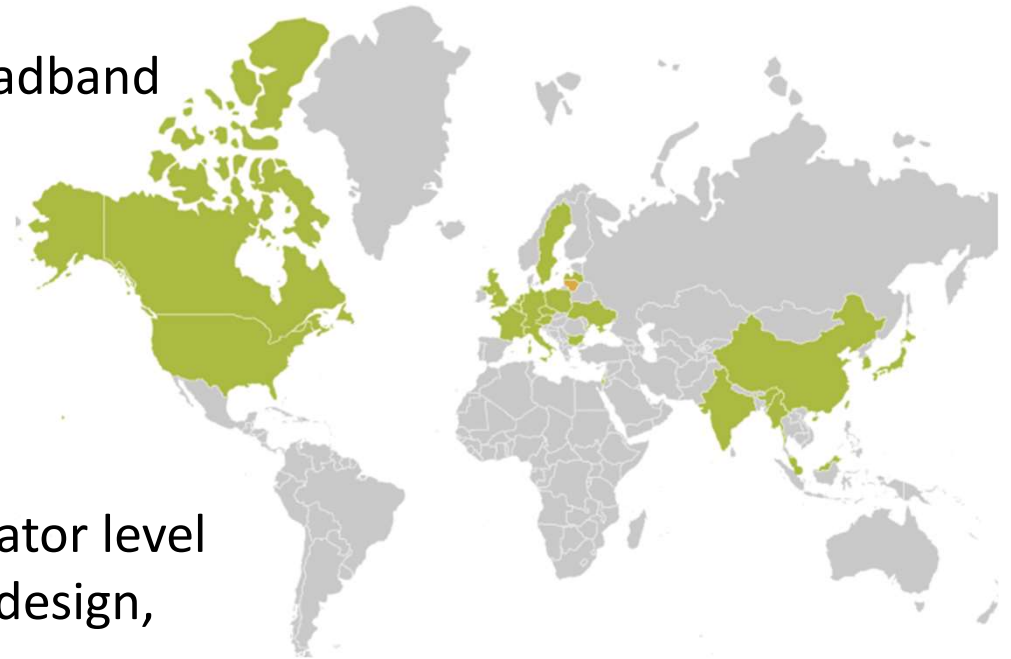 adband
ator level
design,